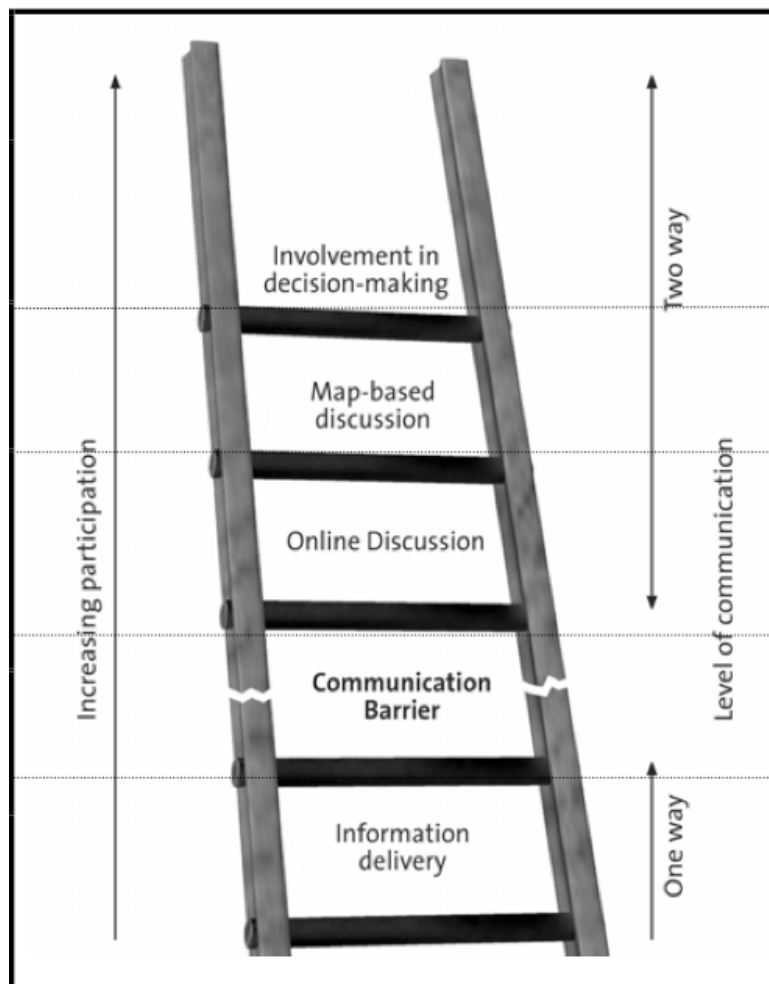 Involvement in
decision-making
Map-based
discussion
Online Discussion
Communication
Barrier
Information
delivery
Increasing participation
Two way
Level of communication
One way